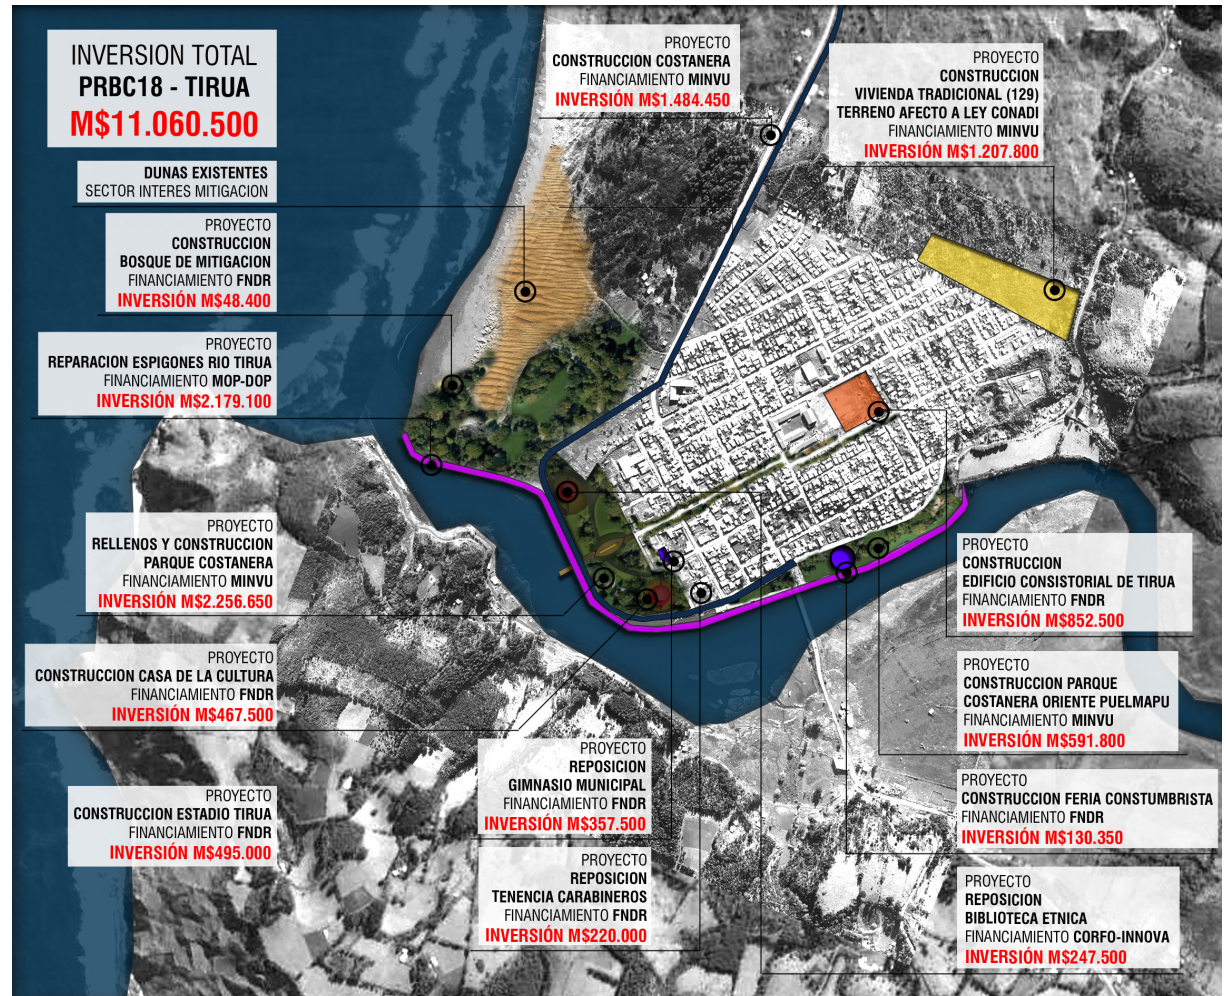 INVERSION TOTAL
PRBC18 - TIRUA
M$11.060.500
DUNAS EXISTENTES
SECTOR INTERES MITIGACION
PROYECTO
CONSTRUCCION
BOSQUE DE MITIGACION
FINANCIAMIENTO FNDR
INVERSIÓN M$48.400
PROYECTO
REPARACION ESPIGONES RIO TIRUA
FINANCIAMIENTO MOP-DOP
INVERSIÓN M$2.179.100
PROYECTO
RELLENOS Y CONSTRUCCION
PARQUE COSTANERA
FINANCIAMIENTO MINVU
INVERSIÓN M$2.256.650
PROYECTO
CONSTRUCCION CASA DE LA CULTURA
FINANCIAMIENTO FNDR
INVERSIÓN M$467.500
PROYECTO
CONSTRUCCION ESTADIO TIRUA
FINANCIAMIENTO FNDR
INVERSIÓN M$495.000
PROYECTO
CONSTRUCCION COSTANERA
FINANCIAMIENTO MINVU
INVERSIÓN M$1.484.450
PROYECTO
CONSTRUCCION
VIVIENDA TRADICIONAL (129)
TERRENO AFECTO A LEY CONADI
FINANCIAMIENTO MINVU
INVERSIÓN M$1.207.800
PROYECTO
REPOSICION
GIMNASIO MUNICIPAL
FINANCIAMIENTO FNDR
INVERSIÓN M$357.500
PROYECTO
REPOSICION
TENENCIA CARABINEROS
FINANCIAMIENTO FNDR
INVERSIÓN M$220.000
PROYECTO
CONSTRUCCION
EDIFICIO CONSISTORIAL DE TIRUA
FINANCIAMIENTO FNDR
INVERSIÓN M$852.500
PROYECTO
CONSTRUCCION PARQUE
COSTANERA ORIENTE PUELMAPU
FINANCIAMIENTO MINVU
INVERSIÓN M$591.800
PROYECTO
CONSTRUCCION FERIA CONSTUMBRISTA
FINANCIAMIENTO FNDR
INVERSIÓN M$130.350
PROYECTO
REPOSICION
BIBLIOTECA ETNICA
FINANCIAMIENTO CORFO-INNOVA
INVERSIÓN M$247.500